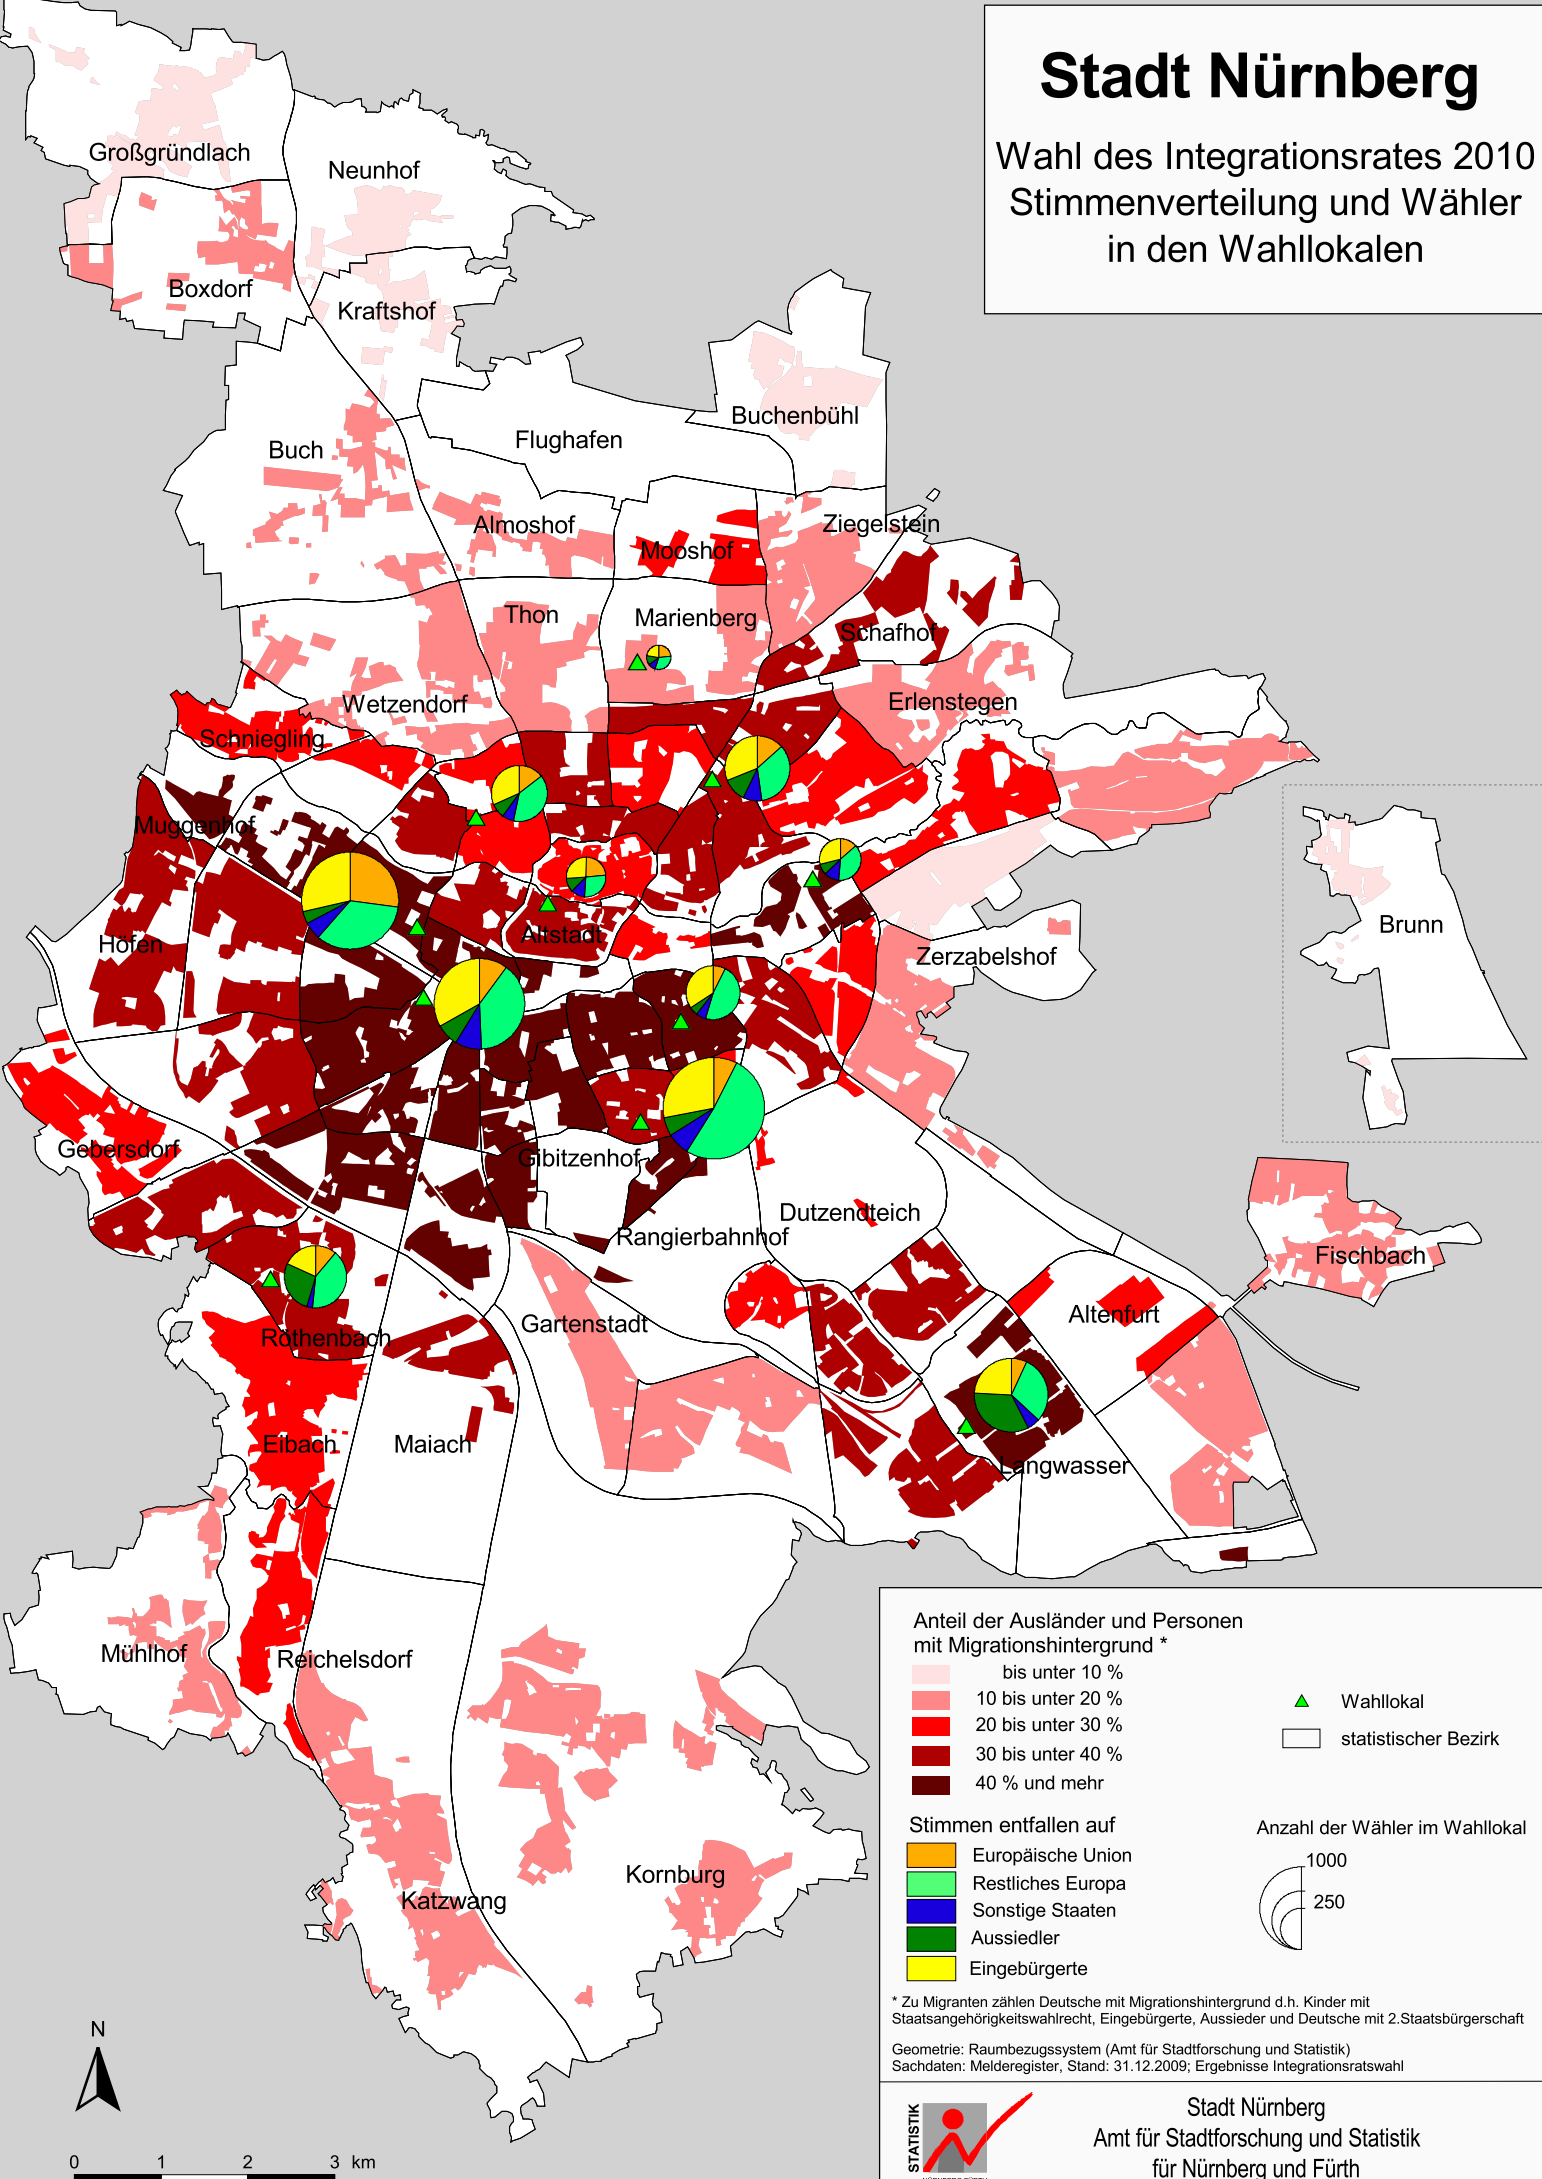 Stadt Nürnberg
Wahl des Integrationsrates 2010
Stimmenverteilung und Wähler
in den Wahllokalen
Großgründlach
Neunhof
Boxdorf
Kraftshof
Buchenbühl
Flughafen
Buch
Almoshof
Ziegelstein
Mooshof
Thon
Marienberg
Schafhof
Wetzendorf
Erlenstegen
Schniegling
Muggenhof
Brunn
Altstadt
Höfen
Zerzabelshof
Gebersdorf
Gibitzenhof
Dutzendteich
Rangierbahnhof
Fischbach
Altenfurt
Gartenstadt
Röthenbach
Eibach
Maiach
Langwasser
Mühlhof
Reichelsdorf
Kornburg
Katzwang
Anteil der Ausländer und Personen
mit Migrationshintergrund *
bis unter 10 %
10 bis unter 20 %
20 bis unter 30 %
30 bis unter 40 %
40 % und mehr
Wahllokal
statistischer Bezirk
Stimmen entfallen auf
Europäische Union
Restliches Europa
Sonstige Staaten
Aussiedler
Eingebürgerte
Anzahl der Wähler im Wahllokal
1000
250
* Zu Migranten zählen Deutsche mit Migrationshintergrund d.h. Kinder mit
Staatsangehörigkeitswahlrecht, Eingebürgerte, Aussieder und Deutsche mit 2.Staatsbürgerschaft
Geometrie: Raumbezugssystem (Amt für Stadtforschung und Statistik)
Sachdaten: Melderegister, Stand: 31.12.2009; Ergebnisse Integrationsratswahl
STATISTIK
Stadt Nürnberg
Amt für Stadtforschung und Statistik
für Nürnberg und Fürth
N
0 1 2 3 km